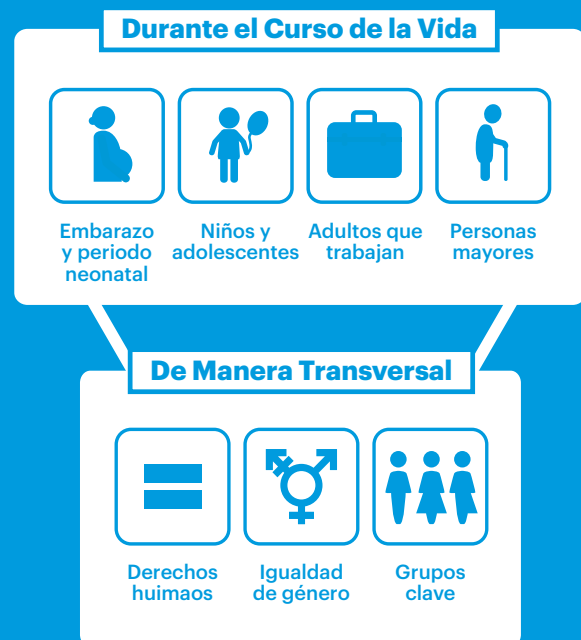 Durante el Curso de la Vida
Embarazo
y periodo
neonatal
Niños y
adolescentes
Adultos que
trabajan
Personas
mayores
De Manera Transversal
Derechos
huimaos
Igualdad
de género
Grupos
clave